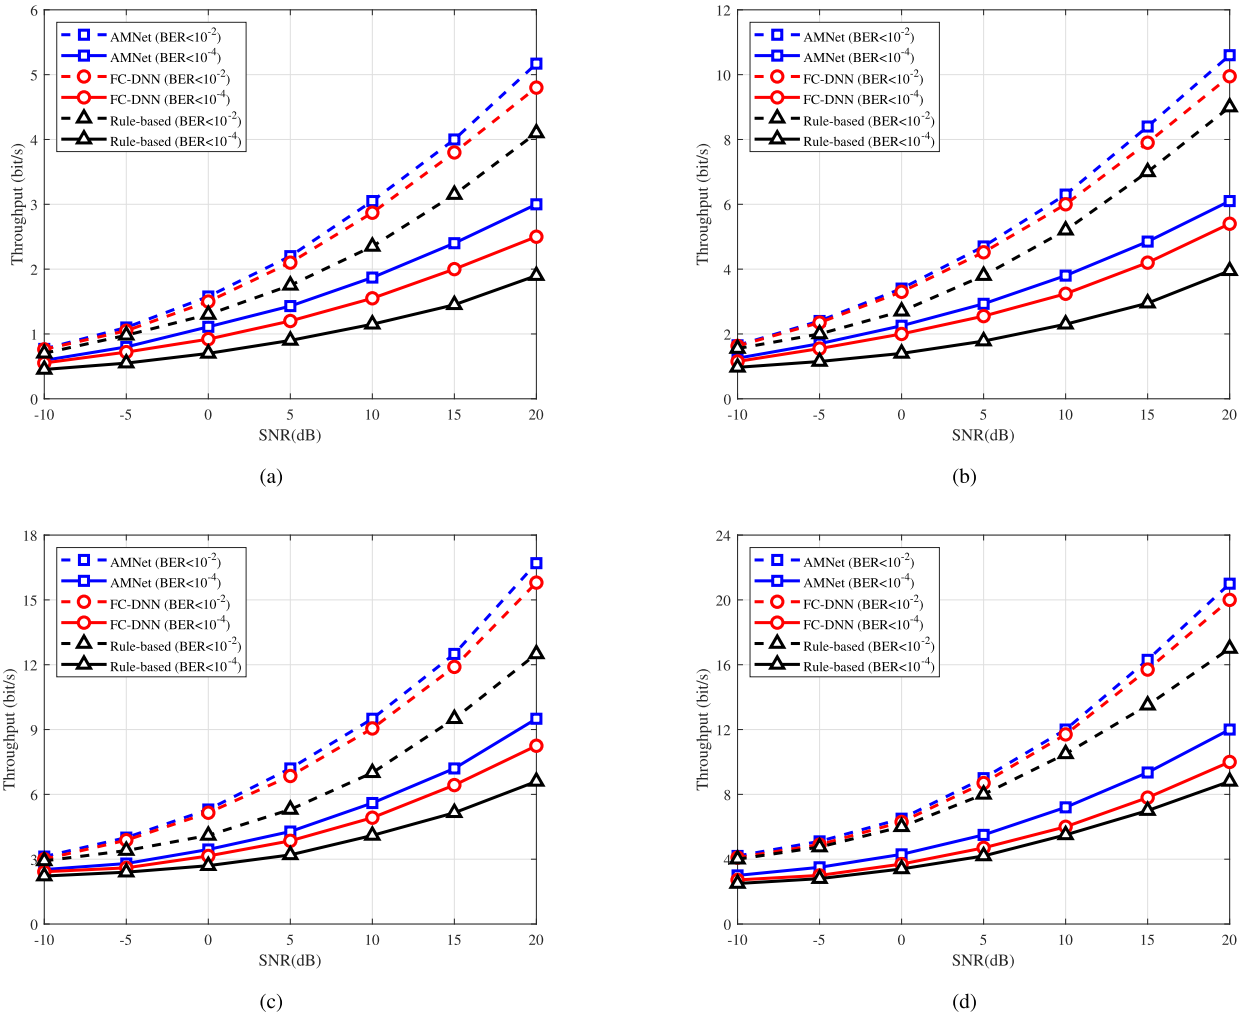 6
5
4
3
2
1
0
Throughput (bit/s)
AMNet (BER<10-2)
AMNet (BER<10-4)
FC-DNN (BER<10-2)
FC-DNN (BER<10-4)
Rule-based (BER<10-2)
Rule-based (BER<10-4)
-10 -5 0 5 10 15 20
SNR(dB)
(a)
12
10
8
6
4
2
0
Throughput (bit/s)
AMNet (BER<10-2)
AMNet (BER<10-4)
FC-DNN (BER<10-2)
FC-DNN (BER<10-4)
Rule-based (BER<10-2)
Rule-based (BER<10-4)
-10 -5 0 5 10 15 20
SNR(dB)
(b)
18
15
12
9
6
3
0
Throughput (bit/s)
AMNet (BER<10-2)
AMNet (BER<10-4)
FC-DNN (BER<10-2)
FC-DNN (BER<10-4)
Rule-based (BER<10-2)
Rule-based (BER<10-4)
-10 -5 0 5 10 15 20
SNR(dB)
(c)
24
20
16
12
8
4
0
Throughput (bit/s)
AMNet (BER<10-2)
AMNet (BER<10-4)
FC-DNN (BER<10-2)
FC-DNN (BER<10-4)
Rule-based (BER<10-2)
Rule-based (BER<10-4)
-10 -5 0 5 10 15 20
SNR(dB)
(d)